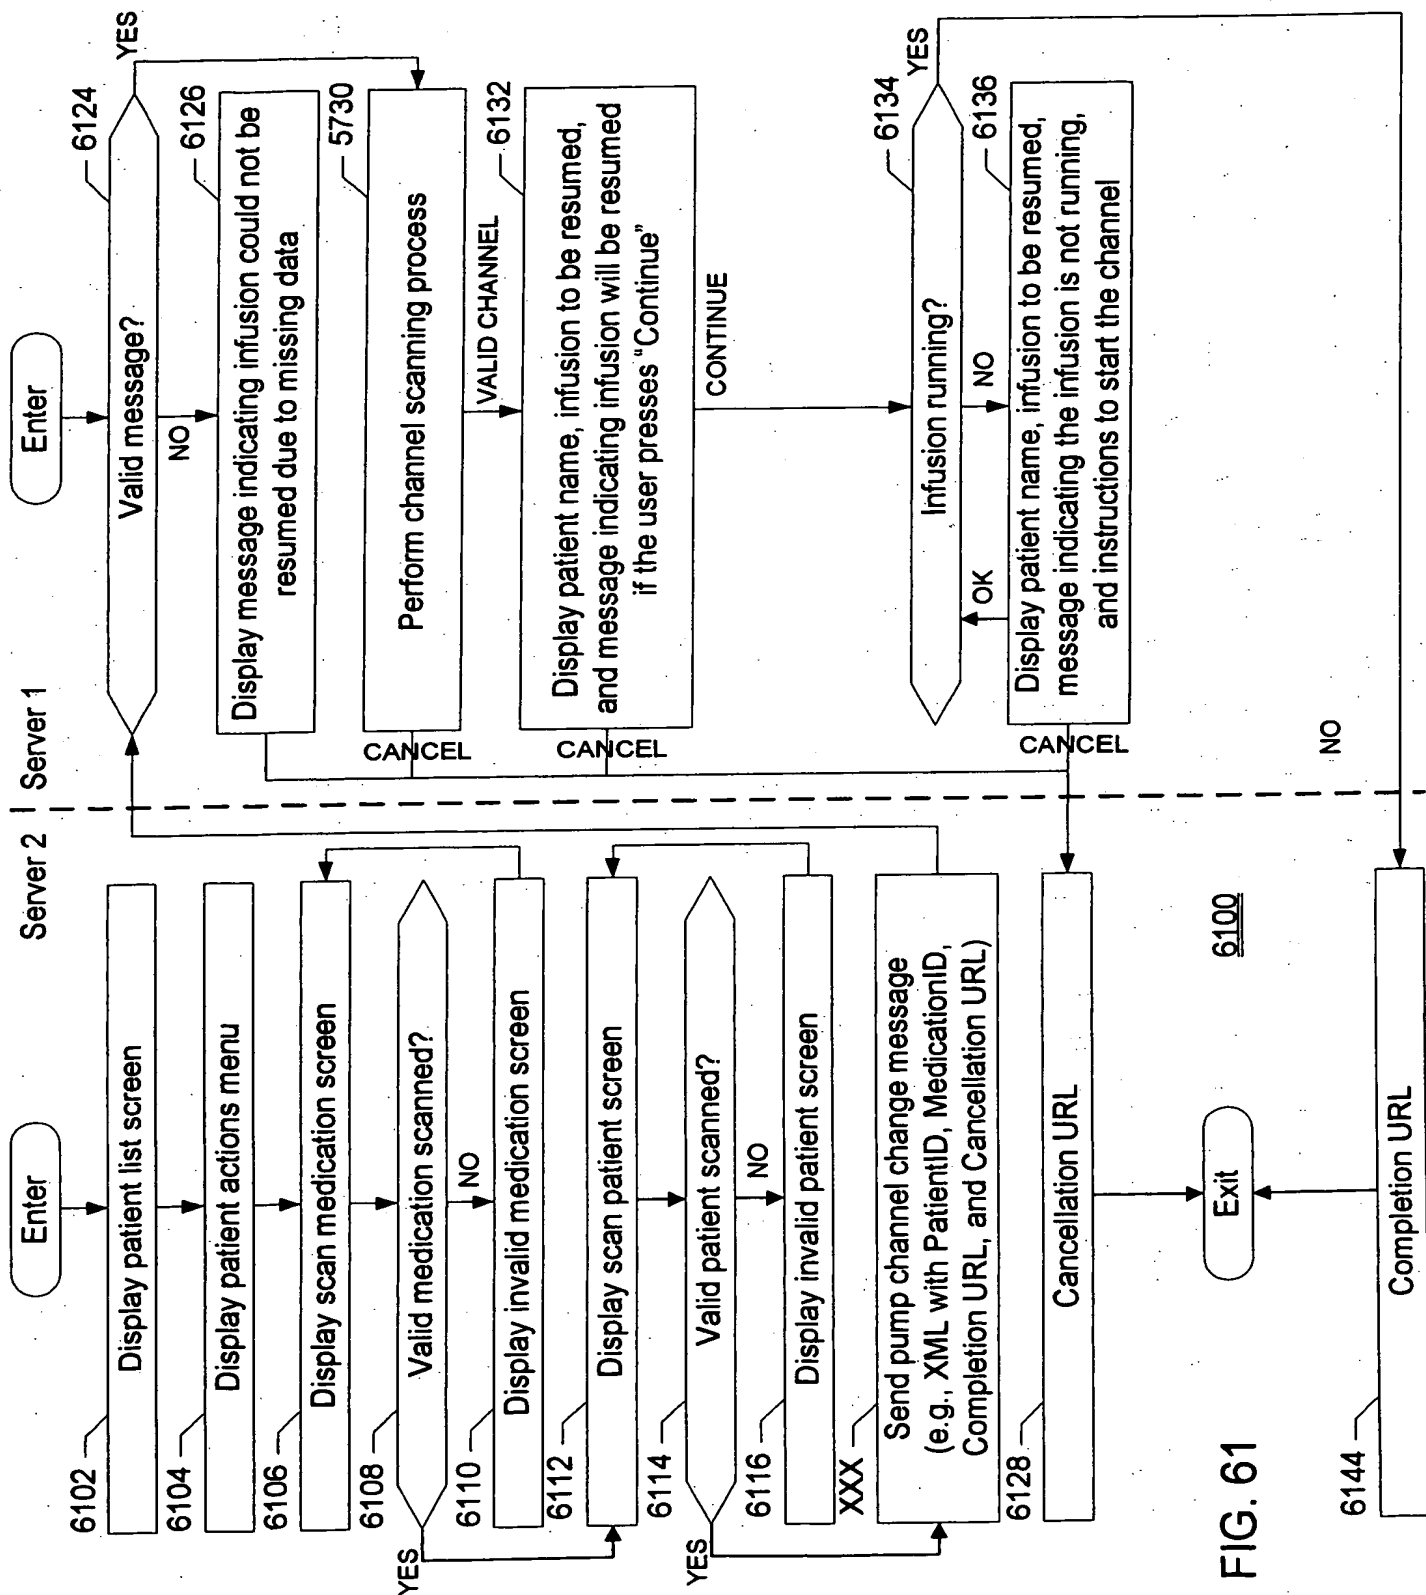 Server 2
Server 1
Enter
6102
Display patient list screen
6104
Display patient actions menu
6106
Display scan medication screen
6108
Valid medication scanned?
YES
NO
6110
Display invalid medication screen
6112
Display scan patient screen
6114
Valid patient scanned?
YES
NO
6116
Display invalid patient screen
XXX
Send pump channel change message
(e.g., XML with PatientID, MedicationID,
Completion URL, and Cancellation URL)
6128
Cancellation URL
Exit
6144
Completion URL
Enter
6124
Valid message?
YES
NO
6126
Display message indicating infusion could not be
resumed due to missing data
5730
Perform channel scanning process
CANCEL
VALID CHANNEL
6132
Display patient name, infusion to be resumed,
and message indicating infusion will be resumed
if the user presses "Continue"
CANCEL
CONTINUE
6134
Infusion running?
YES
OK
NO
6136
Display patient name, infusion to be resumed,
message indicating the infusion is not running,
and instructions to start the channel
CANCEL
NO
6100
FIG. 61